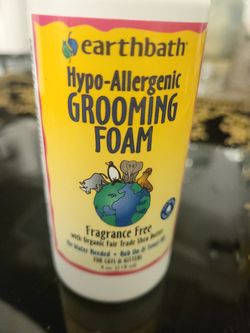 earthbath®
Hypo-Allergenic
GROOMING
FOAM
Fragrance Free
with Organic Fair Trade Shea Butter
No Water Needed • Rub On & Towel Off
FOR CATS & KITTENS